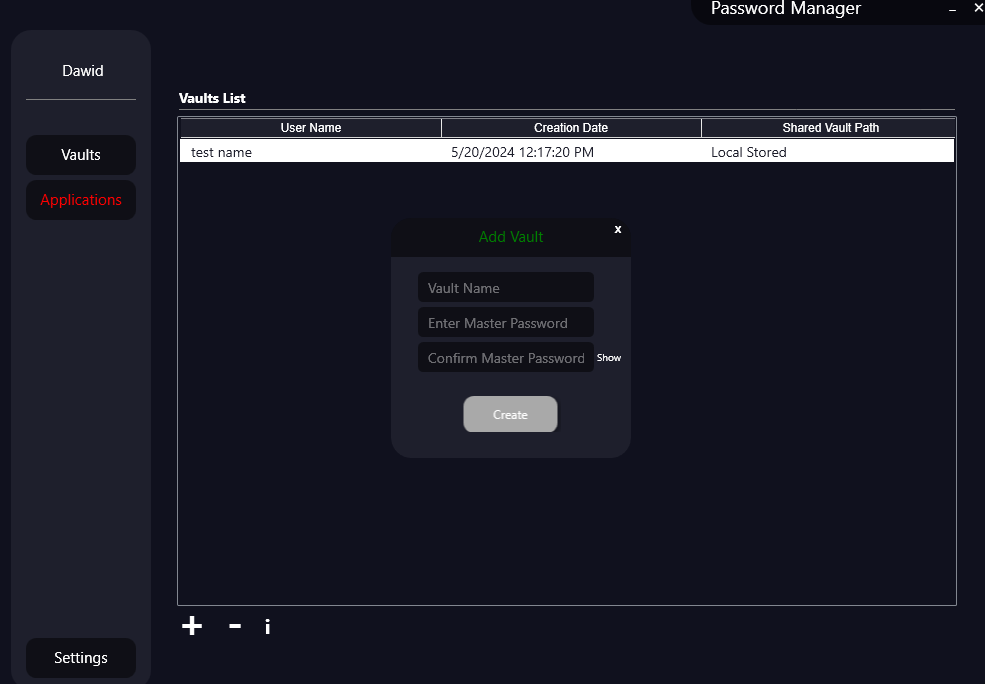 Password Manager
_ ×
Dawid
Vaults List
User Name Creation Date Shared Vault Path
test name 5/20/2024 12:17:20 PM Local Stored
Vaults
Applications
Add Vault x
Vault Name
Enter Master Password
Confirm Master Password Show
Create
+ - i
Settings